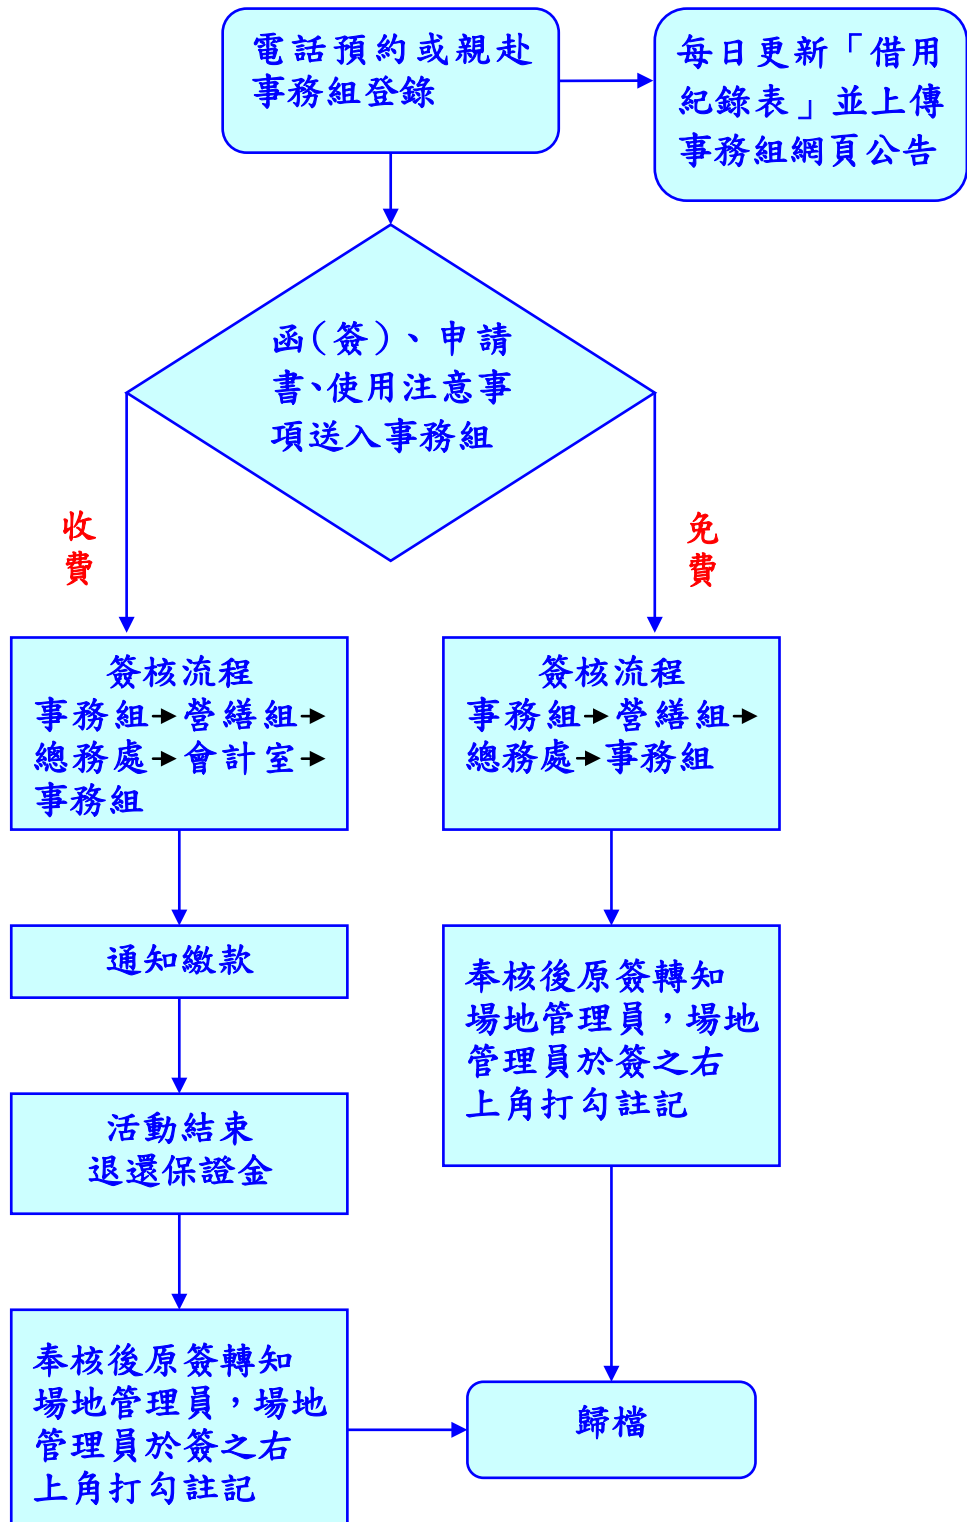 電話預約或親赴
事務組登錄
每日更新「借用
紀錄表」並上傳
事務組網頁公告
函(簽)、申請
書、使用注意事
項送入事務組
收
費
免
費
簽核流程
事務組→營繕組→
總務處→會計室→
事務組
簽核流程
事務組→營繕組→
總務處→事務組
通知繳款
奉核後原簽轉知
場地管理員，場地
管理員於簽之右
上角打勾註記
活動結束
退還保證金
奉核後原簽轉知
場地管理員，場地
管理員於簽之右
上角打勾註記
歸檔